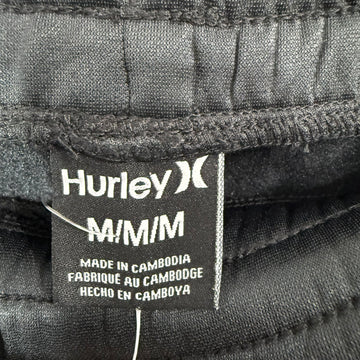 Hurley
M/M/M
MADE IN CAMBODIA
FABRIQUÉ AU CAMBODGE
HECHO EN CAMBOYA